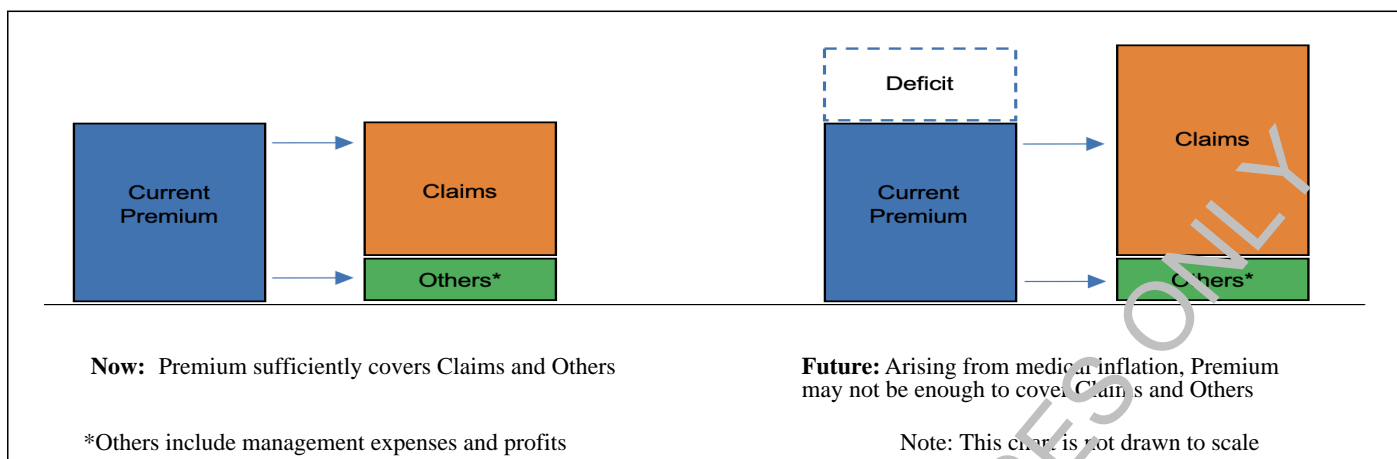 Deficit
Current
Premium
Claims
Others*
Current
Premium
Claims
Others*
Now: Premium sufficiently covers Claims and Others
Future: Arising from medical inflation, Premium
may not be enough to cover Claims and Others
*Others include management expenses and profits
Note: This chart is not drawn to scale
ONLY